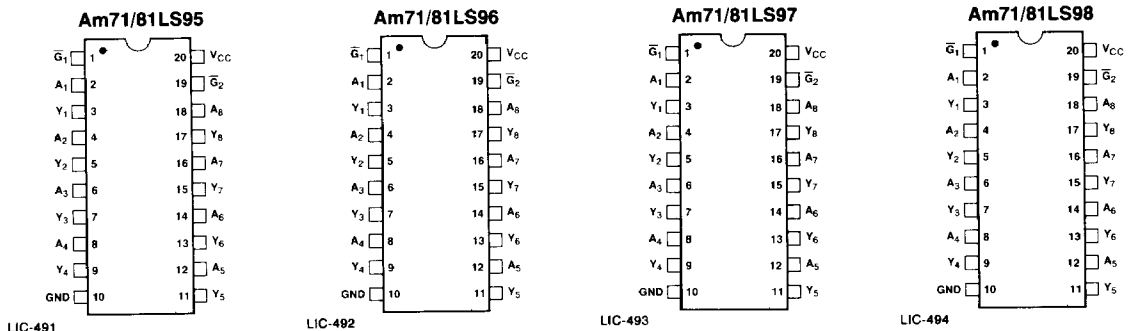 Am71/81LS95
G̅₁ 1 20 VCC
A₁ 2 19 G̅₂
Y₁ 3 18 A₈
A₂ 4 17 Y₈
Y₂ 5 16 A₇
A₃ 6 15 Y₇
Y₃ 7 14 A₆
A₄ 8 13 Y₆
Y₄ 9 12 A₅
GND 10 11 Y₅
LIC-491
Am71/81LS96
G̅₁ 1 20 VCC
A₁ 2 19 G̅₂
Y₁ 3 18 A₈
A₂ 4 17 Y₈
Y₂ 5 16 A₇
A₃ 6 15 Y₇
Y₃ 7 14 A₆
A₄ 8 13 Y₆
Y₄ 9 12 A₅
GND 10 11 Y₅
LIC-492
Am71/81LS97
G̅₁ 1 20 VCC
A₁ 2 19 G̅₂
Y₁ 3 18 A₈
A₂ 4 17 Y₈
Y₂ 5 16 A₇
A₃ 6 15 Y₇
Y₃ 7 14 A₆
A₄ 8 13 Y₆
Y₄ 9 12 A₅
GND 10 11 Y₅
LIC-493
Am71/81LS98
G̅₁ 1 20 VCC
A₁ 2 19 G̅₂
Y₁ 3 18 A₈
A₂ 4 17 Y₈
Y₂ 5 16 A₇
A₃ 6 15 Y₇
Y₃ 7 14 A₆
A₄ 8 13 Y₆
Y₄ 9 12 A₅
GND 10 11 Y₅
LIC-494